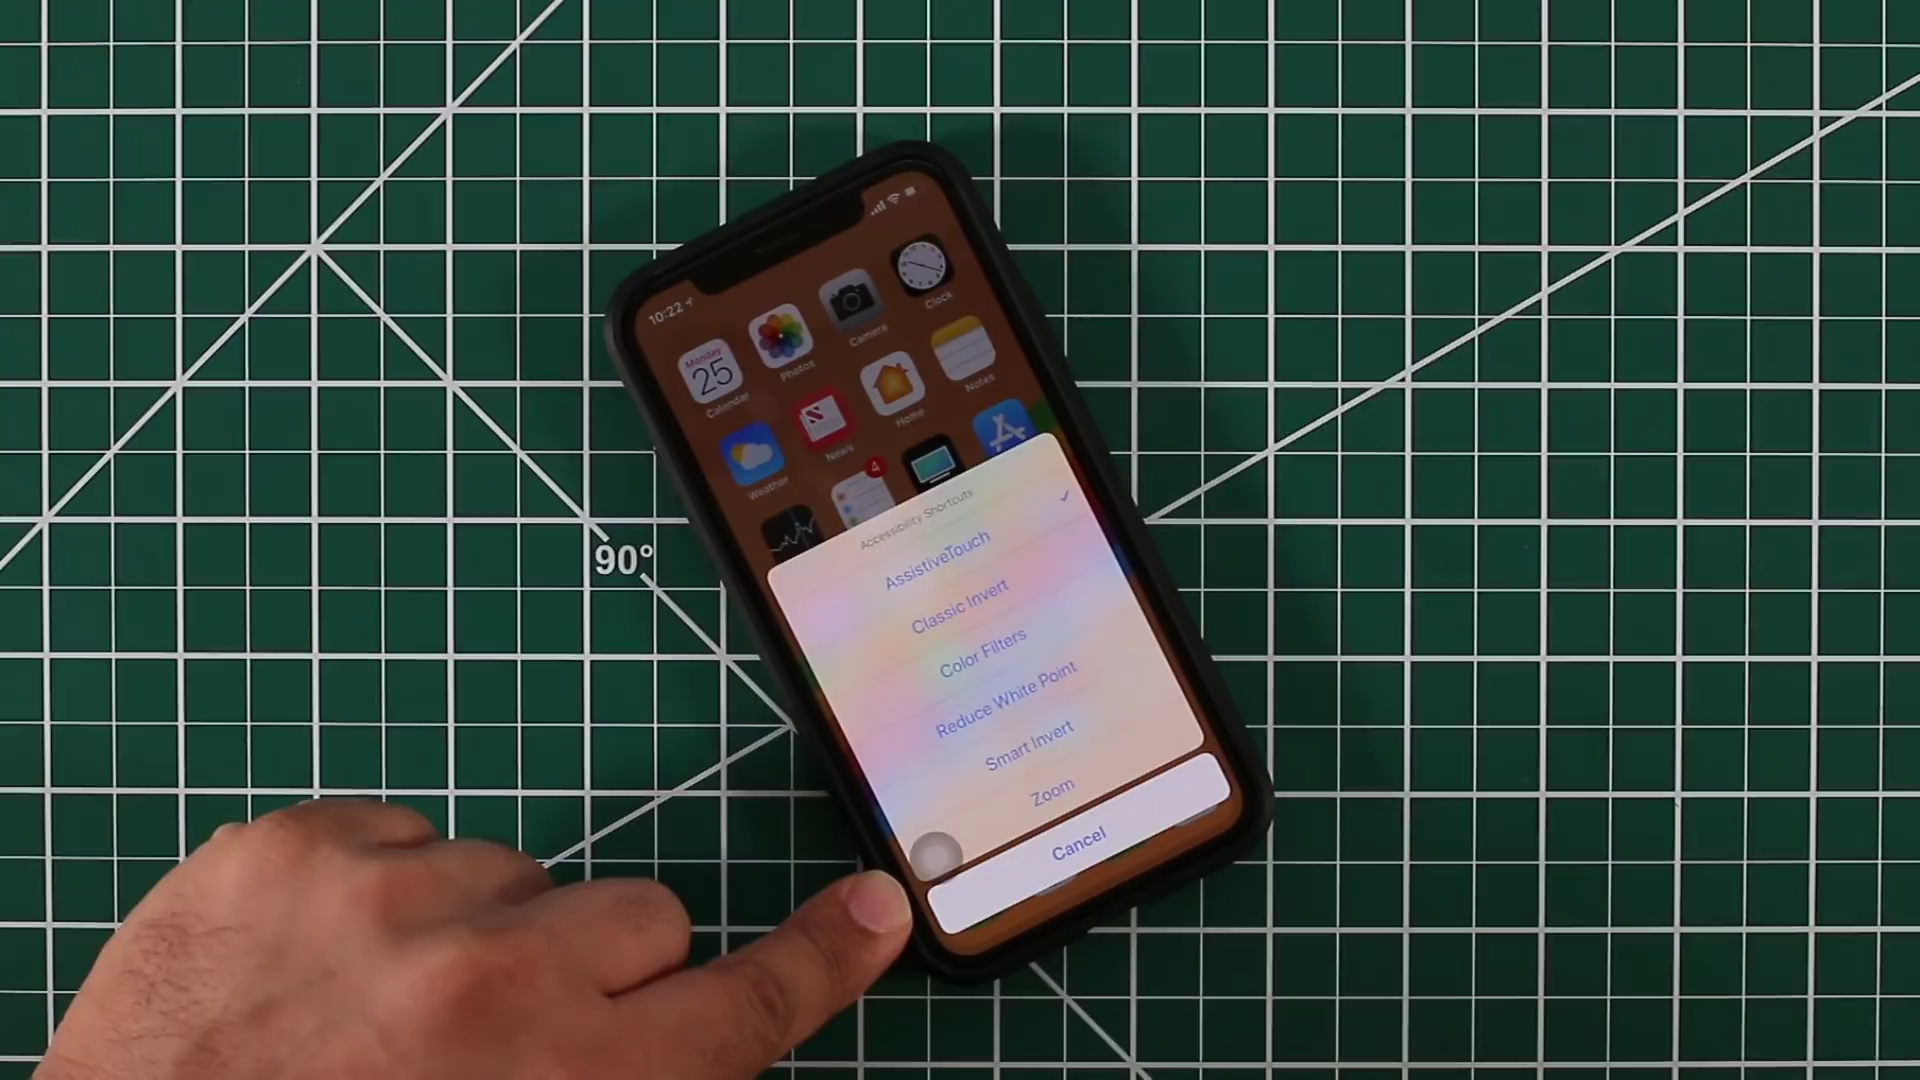 10:22
Monday
25
Calendar
Photos
Camera
Clock
Weather
News
Home
Notes
4
Accessibility Shortcuts
AssistiveTouch
Classic Invert
Color Filters
Reduce White Point
Smart Invert
Zoom
Cancel
90°